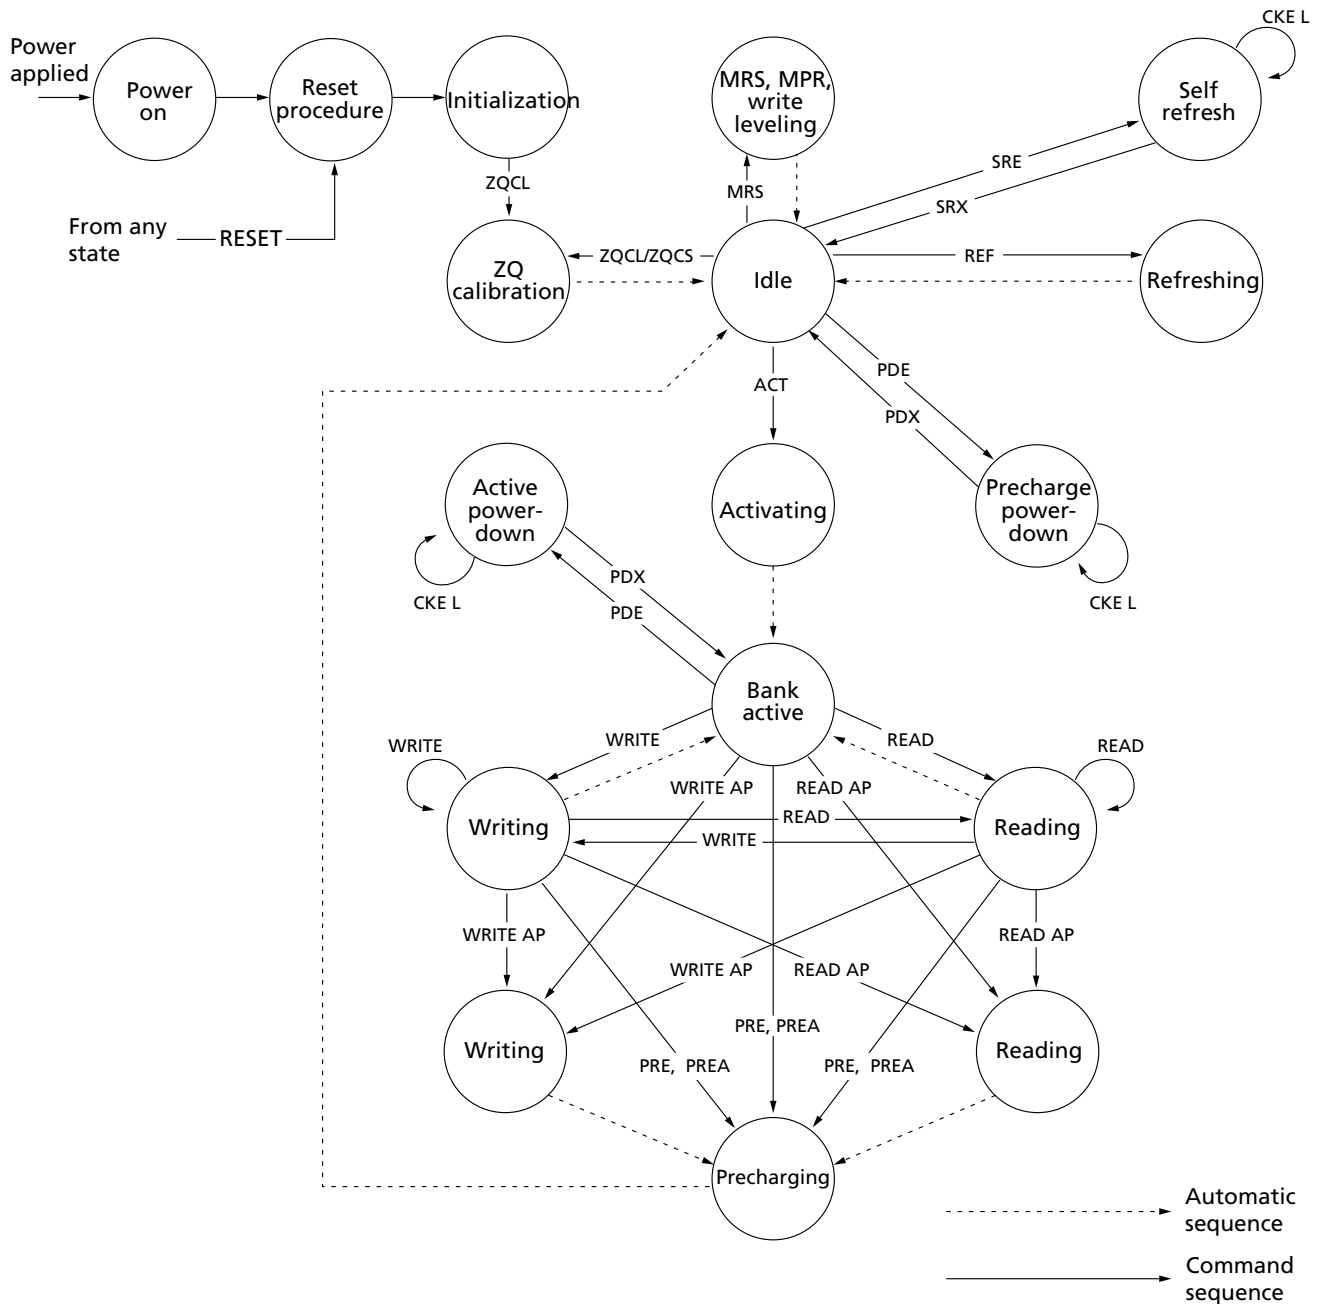 CKE L
Power
applied
Power
on
Reset
procedure
Initialization
MRS, MPR,
write
leveling
Self
refresh
ZQCL
MRS
SRE
SRX
From any
state
RESET
ZQ
calibration
ZQCL/ZQCS
Idle
REF
Refreshing
ACT
PDE
PDX
Active
power-
down
Activating
Precharge
power-
down
CKE L
PDX
PDE
CKE L
Bank
active
WRITE
WRITE
READ
READ
WRITE AP
READ AP
Writing
READ
WRITE
Reading
WRITE AP
READ AP
WRITE AP
READ AP
Writing
PRE, PREA
Reading
PRE, PREA
PRE, PREA
Precharging
Automatic
sequence
Command
sequence